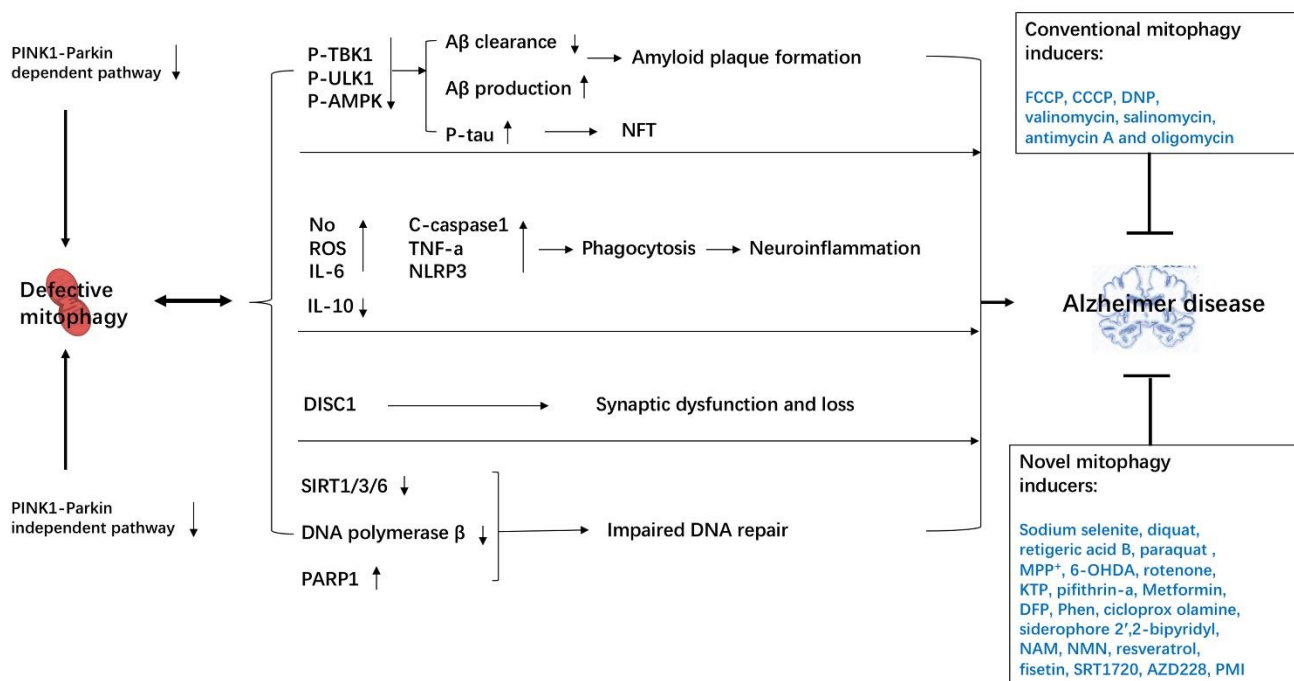 PINK1-Parkin
dependent pathway
Defective
mitophagy
PINK1-Parkin
independent pathway
P-TBK1
P-ULK1
P-AMPK
Aβ clearance
Aβ production
Amyloid plaque formation
P-tau
NFT
No
ROS
IL-6
IL-10
C-caspase1
TNF-a
NLRP3
Phagocytosis
Neuroinflammation
DISC1
Synaptic dysfunction and loss
SIRT1/3/6
DNA polymerase β
PARP1
Impaired DNA repair
Conventional mitophagy
inducers:
FCCP, CCCP, DNP,
valinomycin, salinomycin,
antimycin A and oligomycin
Alzheimer disease
Novel mitophagy
inducers:
Sodium selenite, diquat,
retigeric acid B, paraquat ,
MPP⁺, 6-OHDA, rotenone,
KTP, pifithrin-a, Metformin,
DFP, Phen, cicloprox olamine,
siderophore 2′,2-bipyridyl,
NAM, NMN, resveratrol,
fisetin, SRT1720, AZD228, PMI